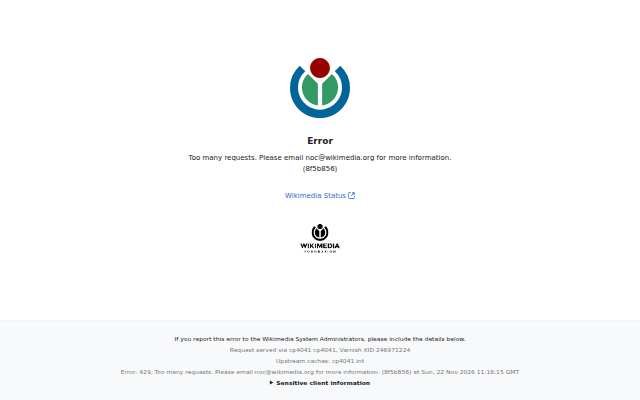 Error
Too many requests. Please email noc@wikimedia.org for more information.
(8f5b856)
Wikimedia Status
WIKIMEDIA
FOUNDATION
If you report this error to the Wikimedia System Administrators, please include the details below.
Request served via cp4041 cp4041, Varnish XID 246971224
Upstream caches: cp4041 int
Error: 429, Too many requests. Please email noc@wikimedia.org for more information. (8f5b856) at Sun, 22 Nov 2026 11:16:15 GMT
Sensitive client information